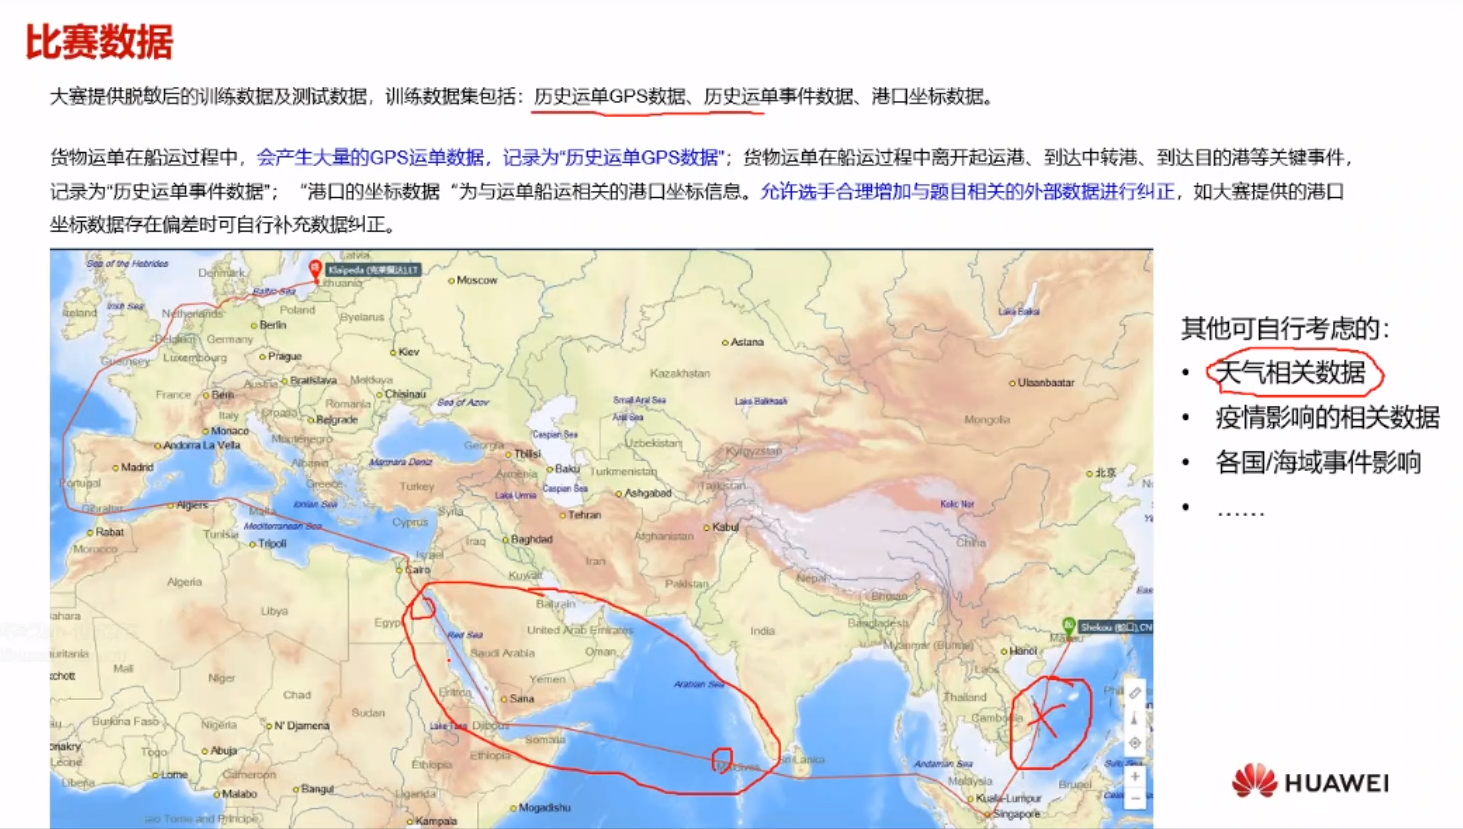 比赛数据
大赛提供脱敏后的训练数据及测试数据，训练数据集包括：历史运单GPS数据、历史运单事件数据、港口坐标数据。
货物运单在船运过程中，会产生大量的GPS运单数据，记录为“历史运单GPS数”；货物运单在船运过程中离开起运港、到达中转港、到达目的港等关键事件，
记录为“历史运单事件数据”； “港口的坐标数据 “为与运单船运相关的港口坐标信息。允许选手合理增加与题目相关的外部数据进行纠正，如大赛提供的港口
坐标数据存在偏差时可自行补充数据纠正。
其他可自行考虑的：
• 天气相关数据
• 疫情影响的相关数据
• 各国/海域事件影响
• ……
Sea of the Hebrides
Denmark
Latvia
终
Klaipeda (克莱佩达),LT
Lithuania
Moscow
Baltic Sea
Irish Sea
Ireland
Netherlands
Poland
Byelarus
Lake Baikal
Berlin
Belgium
Germany
Guernsey
Luxembourg
Prague
Kiev
Astana
Kazakhstan
Ulaanbaatar
Austria
Bratislava
Moldova
Chisinau
France
Bern
Romania
Sea of Azov
Small Aral Sea
Lake Balkhash
Aral Sea
Italy
Croatia
Belgrade
Mongolia
Monaco
Montenegro
Caspian Sea
Andorra La Vella
Georgia
Uzbekistan
Kyrgyzstan
Albania
Marmara Denizi
Tbilisi
Madrid
Armenia
Baku
Turkmenistan
北京
Portugal
Greece
Turkey
Lake Urmia
Caspian Sea
Ashgabad
Tajikistan
Gibraltar
Algiers
Malta
Ionian Sea
Syria
Tehran
Koko Nor
Mediterranean Sea
Cyprus
Kabul
Rabat
Tunisia
Tripoli
Iraq
Baghdad
Afghanistan
China
Morocco
Israel
Iran
Cairo
Kuwait
Pakistan
Nepal
Algeria
Bhutan
Libya
Egypt
Bahrain
United Arab Emirates
India
Bangladesh
起
Shekou (蛇口),CN
Macau
Red Sea
Saudi Arabia
Oman
Myanmar (Burma)
Hanoi
Laos
Mali
Niger
Yemen
Arabian Sea
Thailand
Chad
Eritrea
Sana
Cambodia
Sudan
Burkina Faso
Nigeria
N' Djamena
Lake Tana
Djibouti
Togo
Abuja
Somalia
Ethiopia
Maldives
Sri Lanka
Andaman Sea
Lome
Cameroon
Ethiopia
Malaysia
Brunei
Liberia
Malabo
Bangui
Uganda
Kuala-Lumpur
Mogadishu
Singapore
Sao Tome and Principe
Kampala
HUAWEI